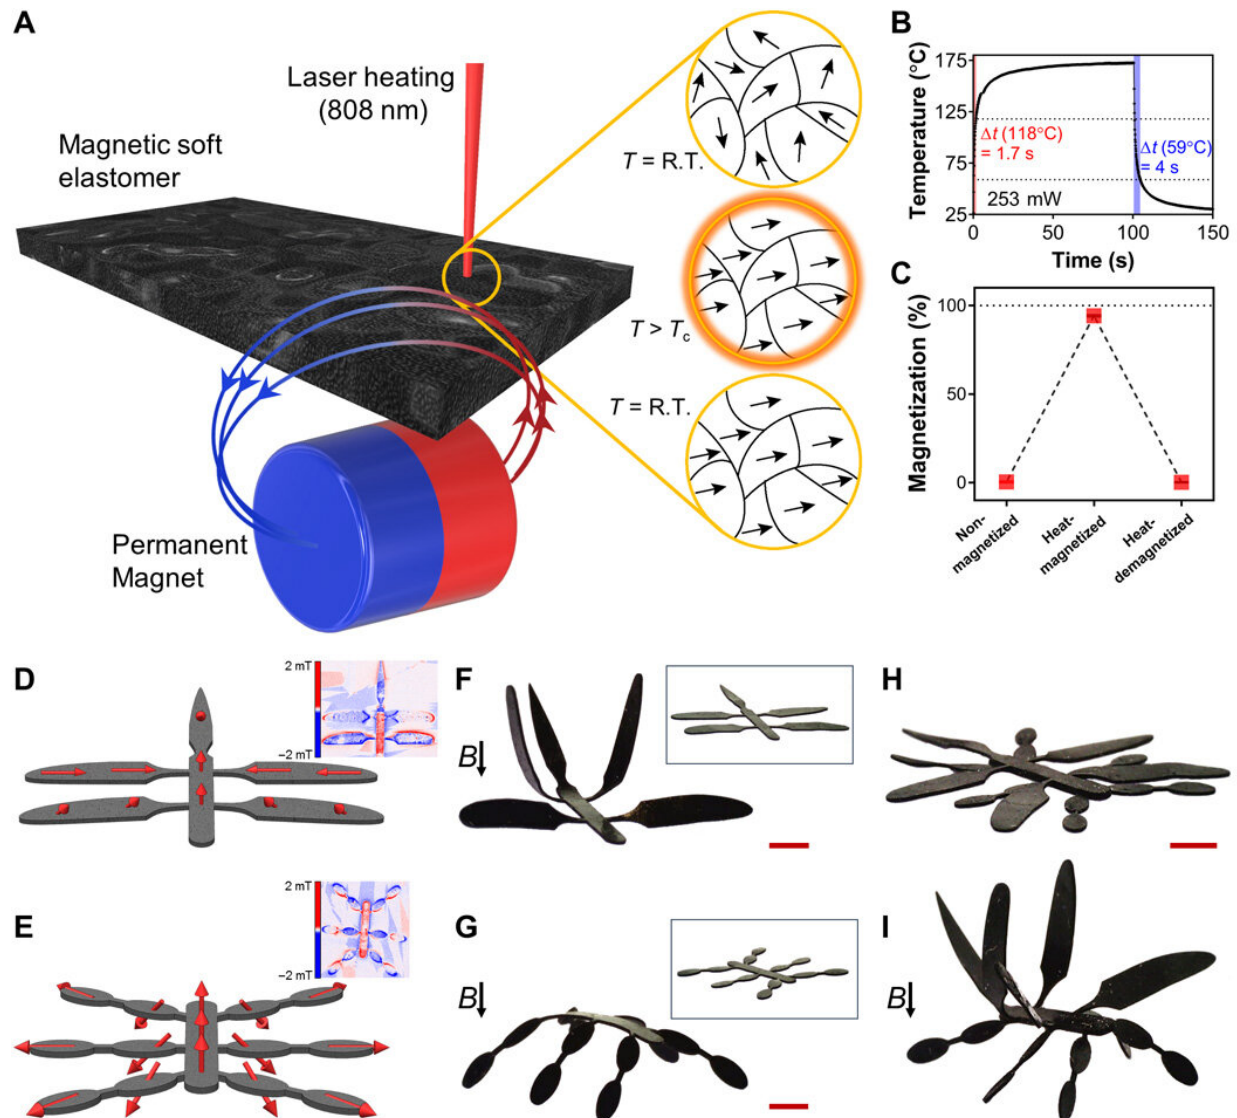 A
Laser heating
(808 nm)
Magnetic soft
elastomer
T = R.T.
T > Tc
T = R.T.
Permanent
Magnet
B
Temperature (°C)
175
125
75
25
Δt (118°C)
= 1.7 s
Δt (59°C)
= 4 s
253 mW
0
50
100
150
Time (s)
C
Magnetization (%)
100
50
0
Non-
magnetized
Heat-
magnetized
Heat-
demagnetized
D
2 mT
−2 mT
E
2 mT
−2 mT
F
B
G
B
H
I